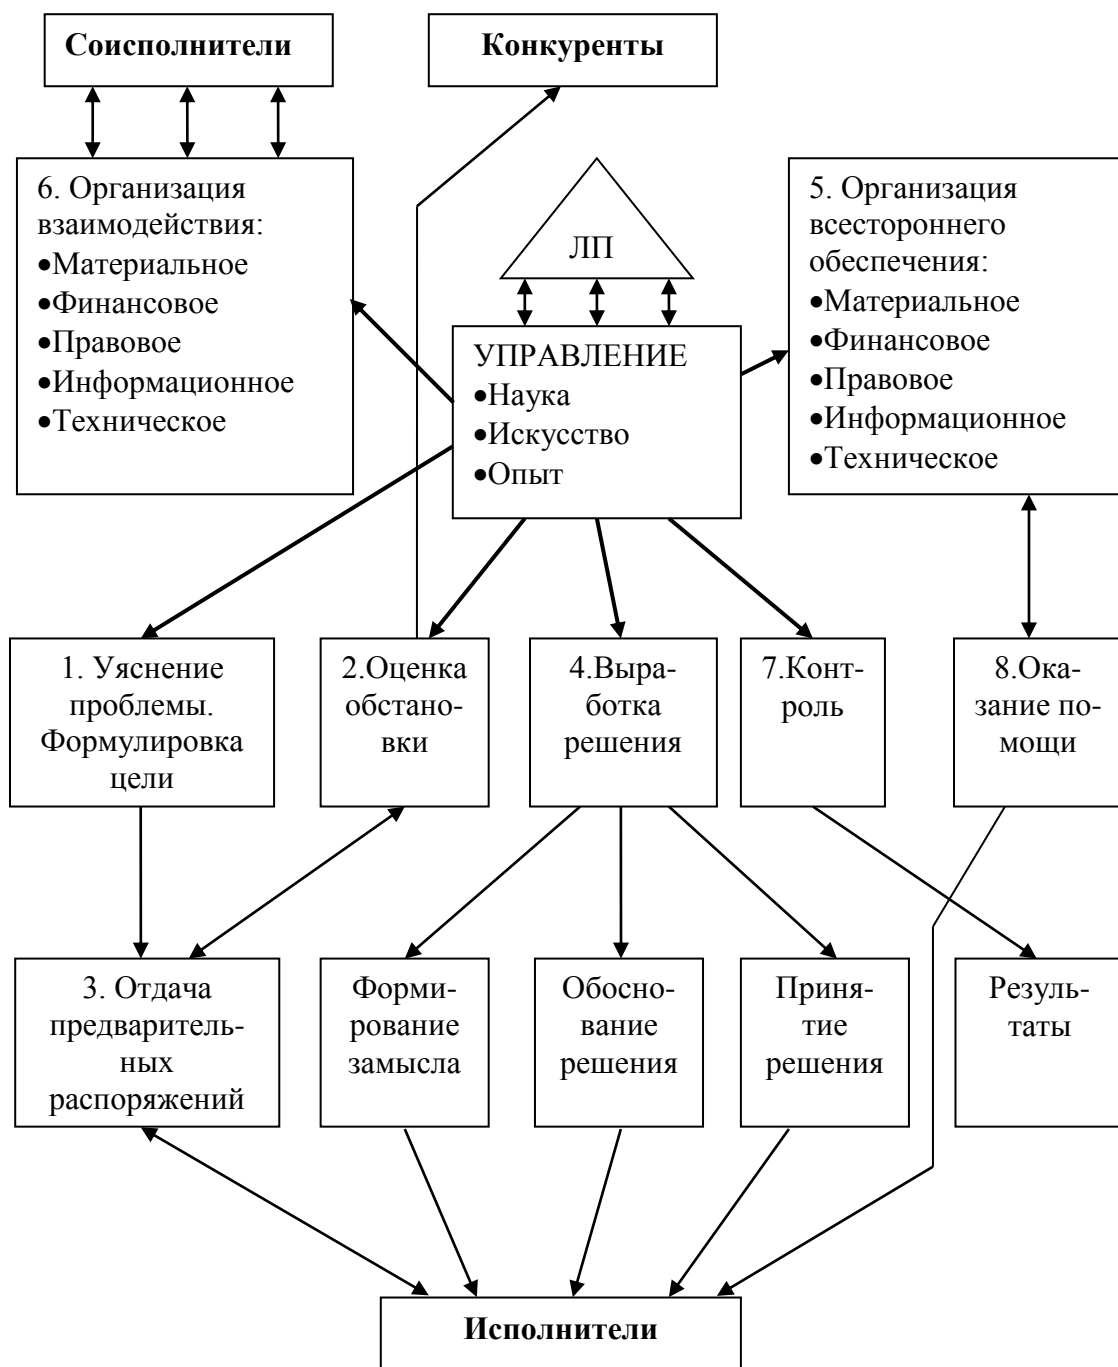 Соисполнители
Конкуренты
6. Организация
взаимодействия:
•Материальное
•Финансовое
•Правовое
•Информационное
•Техническое
ЛП
5. Организация
всестороннего
обеспечения:
•Материальное
•Финансовое
•Правовое
•Информационное
•Техническое
УПРАВЛЕНИЕ
•Наука
•Искусство
•Опыт
1. Уяснение
проблемы.
Формулировка
цели
2.Оценка
обстано-
вки
4.Выра-
ботка
решения
7.Конт-
роль
8.Ока-
зание по-
мощи
3. Отдача
предваритель-
ных
распоряжений
Форми-
рование
замысла
Обосно-
вание
решения
Приня-
тие
решения
Резуль-
таты
Исполнители